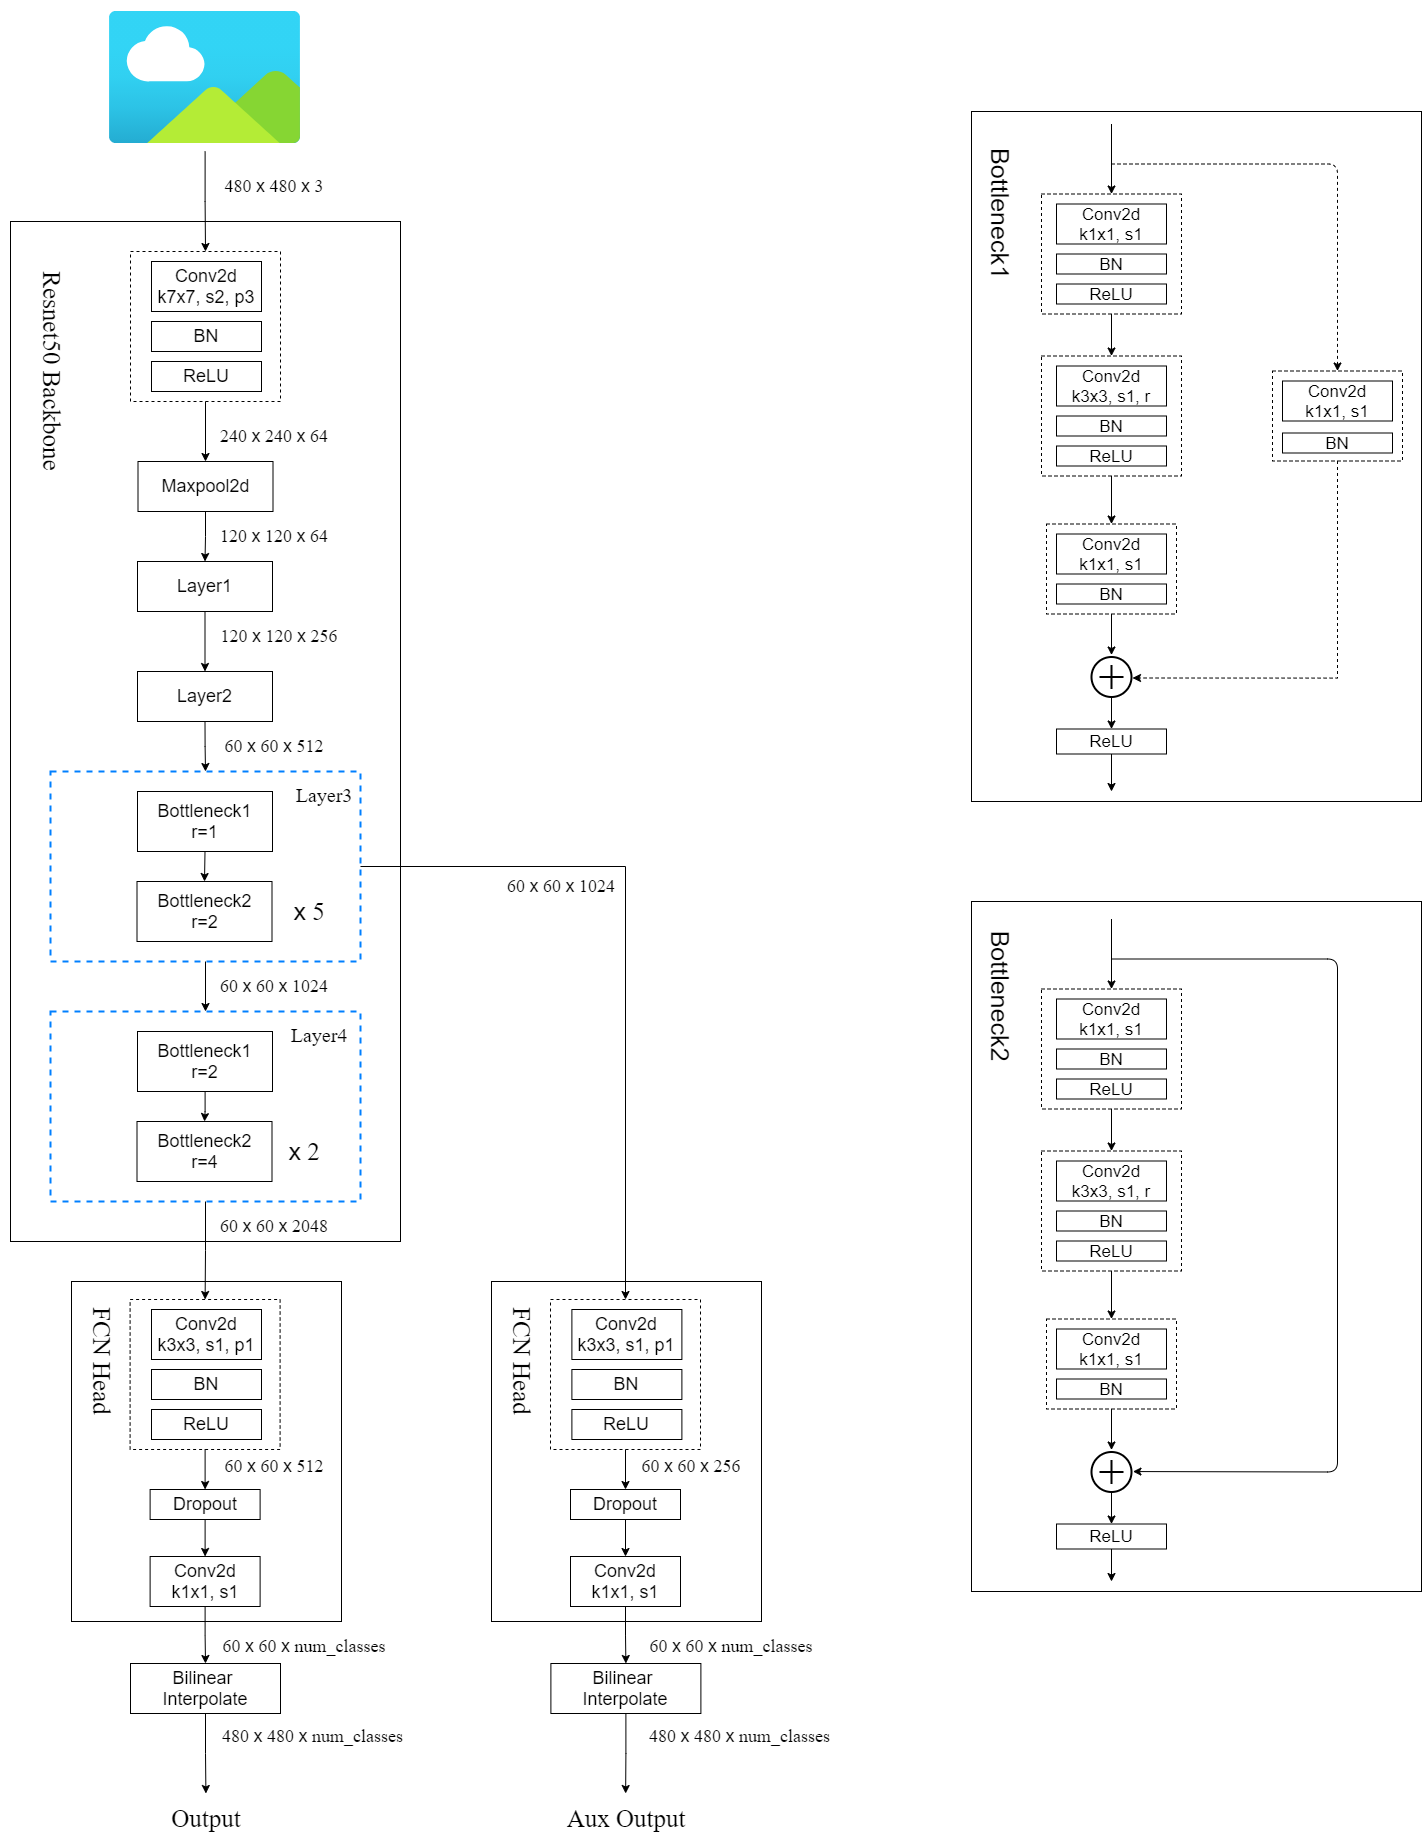 480 x 480 x 3
Resnet50 Backbone
Conv2d
k7x7, s2, p3
BN
ReLU
240 x 240 x 64
Maxpool2d
120 x 120 x 64
Layer1
120 x 120 x 256
Layer2
60 x 60 x 512
Layer3
Bottleneck1
r=1
Bottleneck2
r=2
x 5
60 x 60 x 1024
60 x 60 x 1024
Layer4
Bottleneck1
r=2
Bottleneck2
r=4
x 2
60 x 60 x 2048
FCN Head
Conv2d
k3x3, s1, p1
BN
ReLU
60 x 60 x 512
Dropout
Conv2d
k1x1, s1
60 x 60 x num_classes
Bilinear
Interpolate
480 x 480 x num_classes
Output
FCN Head
Conv2d
k3x3, s1, p1
BN
ReLU
60 x 60 x 256
Dropout
Conv2d
k1x1, s1
60 x 60 x num_classes
Bilinear
Interpolate
480 x 480 x num_classes
Aux Output
Bottleneck1
Conv2d
k1x1, s1
BN
ReLU
Conv2d
k3x3, s1, r
BN
ReLU
Conv2d
k1x1, s1
BN
Conv2d
k1x1, s1
BN
ReLU
Bottleneck2
Conv2d
k1x1, s1
BN
ReLU
Conv2d
k3x3, s1, r
BN
ReLU
Conv2d
k1x1, s1
BN
ReLU